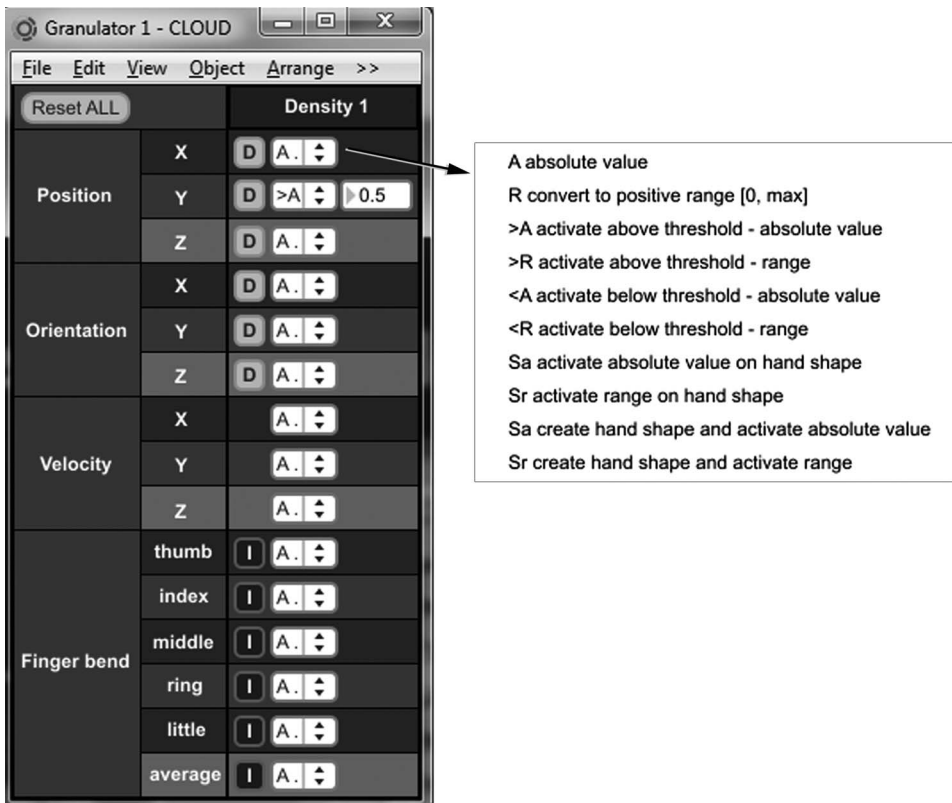 Granulator 1 - CLOUD
File Edit View Object Arrange >>
Reset ALL Density 1
Position
X D A.
Y D >A 0.5
Z D A.
Orientation
X D A.
Y D A.
Z D A.
Velocity
X A.
Y A.
Z A.
Finger bend
thumb I A.
index I A.
middle I A.
ring I A.
little I A.
average I A.
A absolute value
R convert to positive range [0, max]
>A activate above threshold - absolute value
>R activate above threshold - range
<A activate below threshold - absolute value
<R activate below threshold - range
Sa activate absolute value on hand shape
Sr activate range on hand shape
Sa create hand shape and activate absolute value
Sr create hand shape and activate range